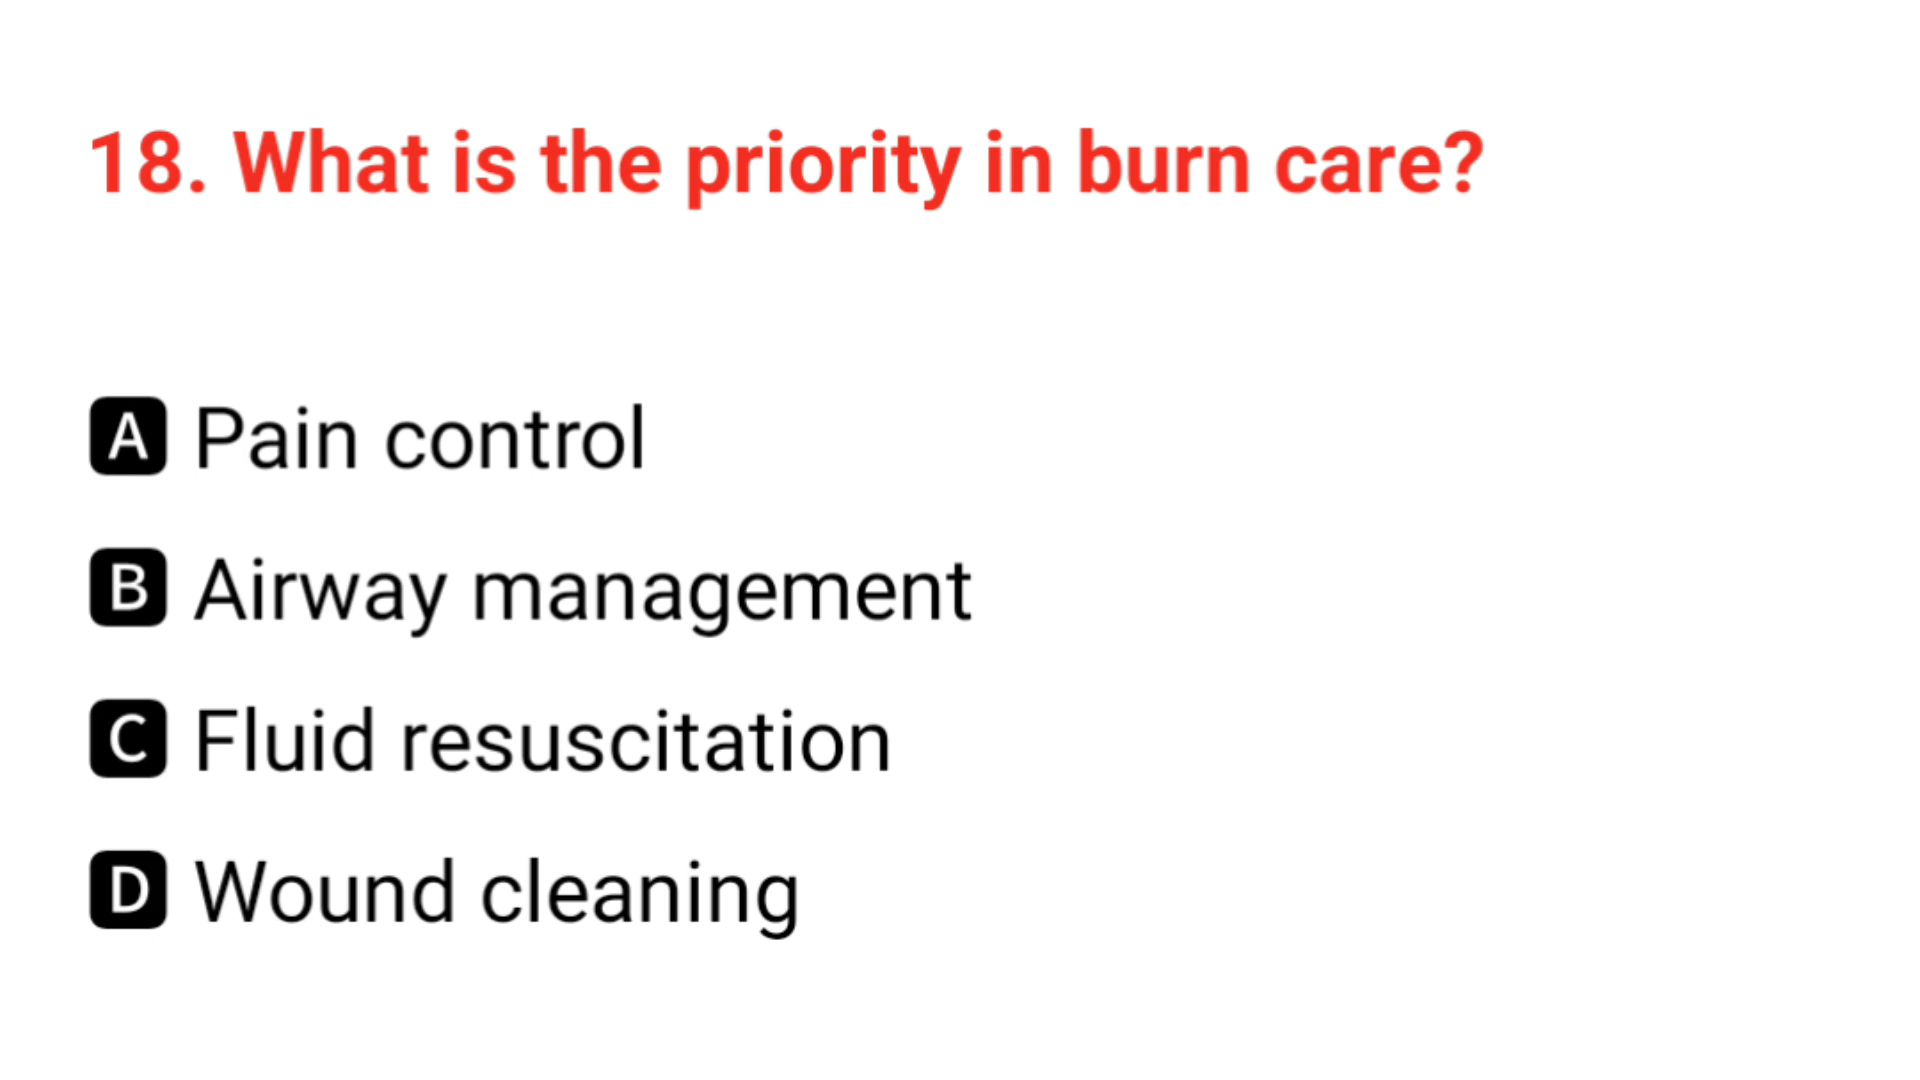 18. What is the priority in burn care?
A Pain control
B Airway management
C Fluid resuscitation
D Wound cleaning